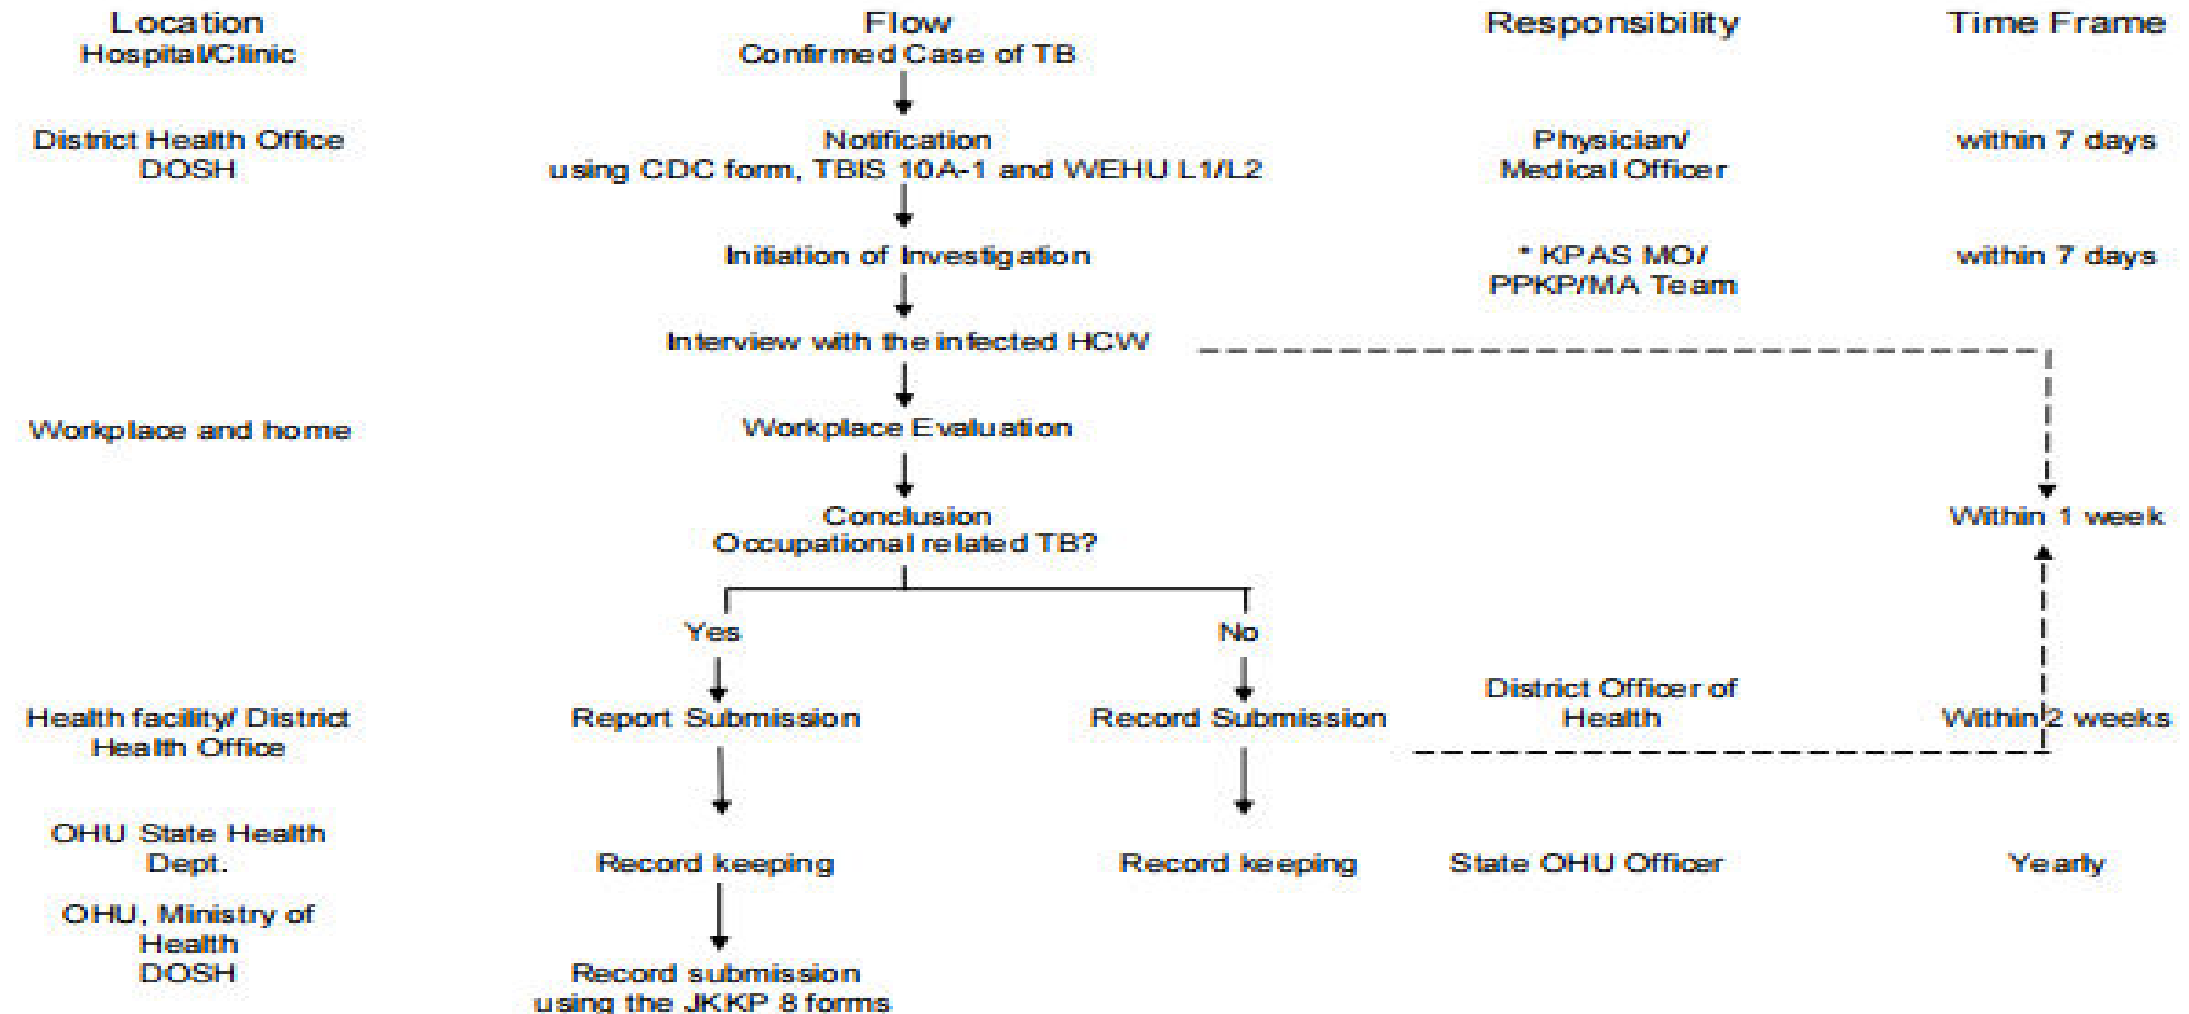 Location Flow Responsibility Time Frame
Hospital/Clinic Confirmed Case of TB
District Health Office Notification Physician/ within 7 days
DOSH using CDC form, TBIS 10A-1 and WEHU L1/L2 Medical Officer
Initiation of Investigation * KPAS MO/ within 7 days
PPKP/MA Team
Interview with the infected HCW
Workplace and home Workplace Evaluation
Conclusion Within 1 week
Occupational related TB?
Yes No
District Officer of
Health facility/ District Report Submission Record Submission Health Within 2 weeks
Health Office
OHU State Health
Dept. Record keeping Record keeping State OHU Officer Yearly
OHU, Ministry of
Health
DOSH Record submission
using the JKKP 8 forms